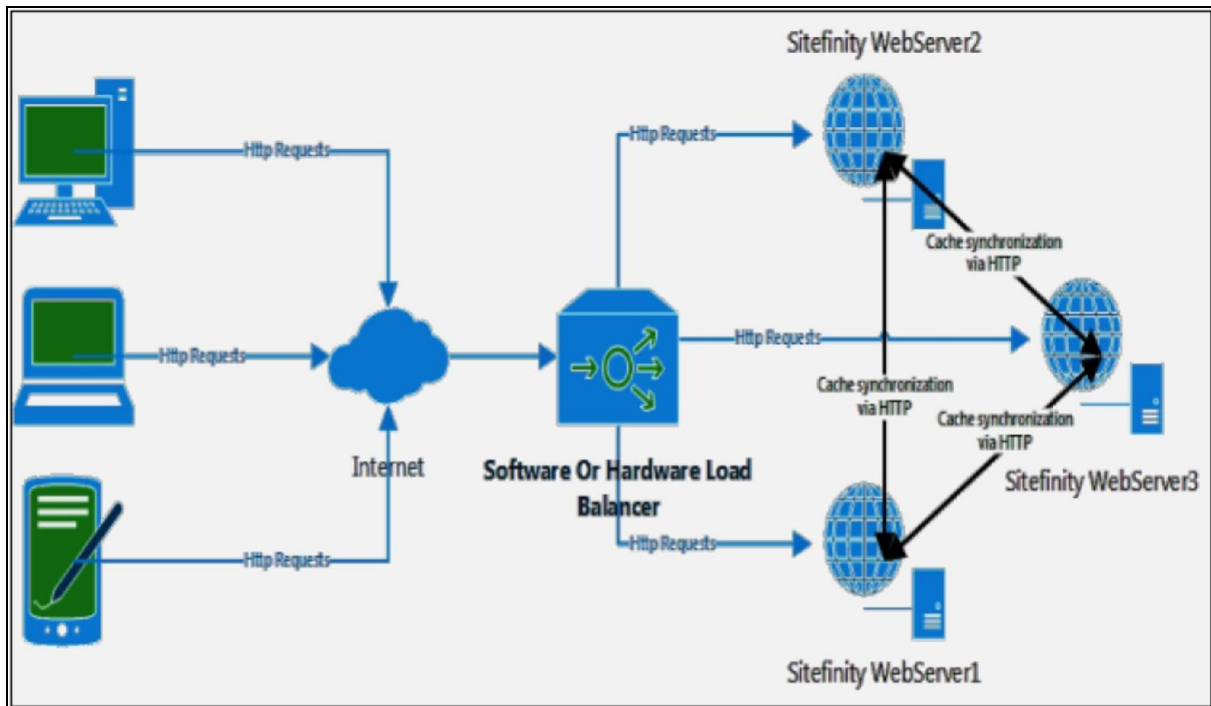 Sitefinity WebServer2
Http Requests
Http Requests
Cache synchronization
via HTTP
Http Requests
Http Requests
Cache synchronization
via HTTP
Cache synchronization
via HTTP
Internet
Software Or Hardware Load
Balancer
Sitefinity WebServer3
Http Requests
Http Requests
Sitefinity WebServer1